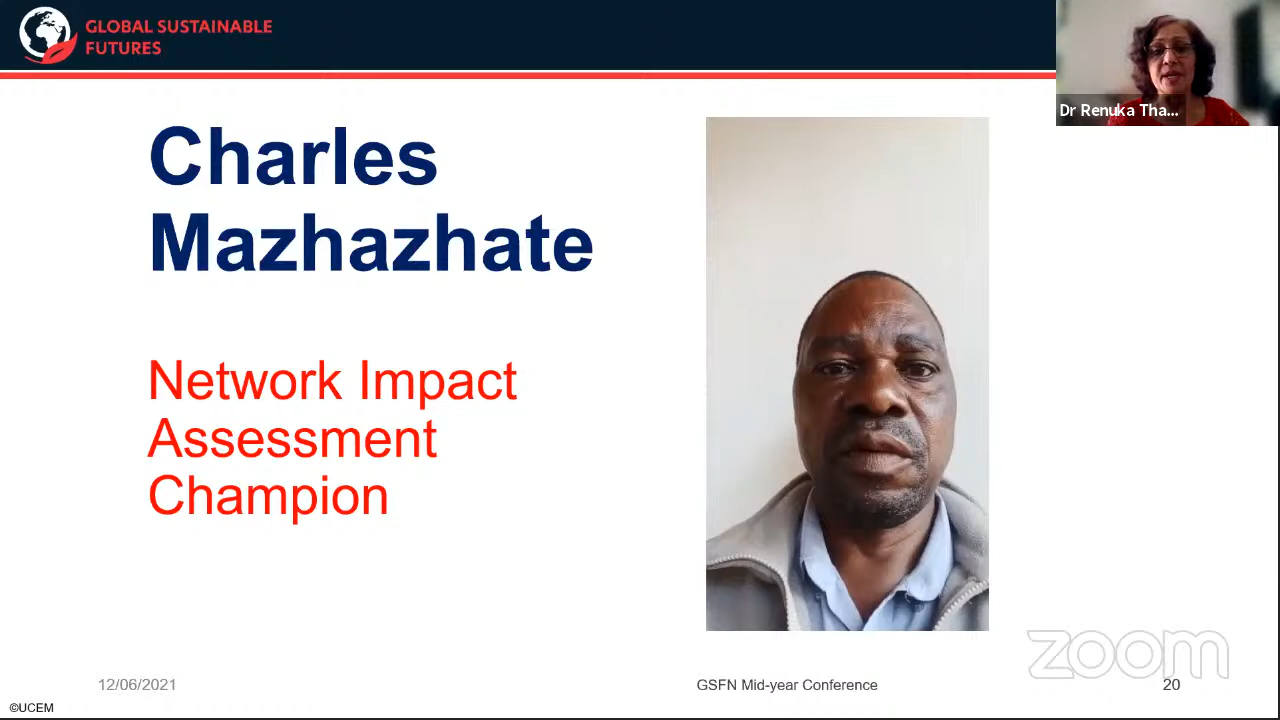 GLOBAL SUSTAINABLE
FUTURES
Dr Renuka Tha...
Charles
Mazhazhate
Network Impact
Assessment
Champion
zoom
12/06/2021
GSFN Mid-year Conference
20
©UCEM